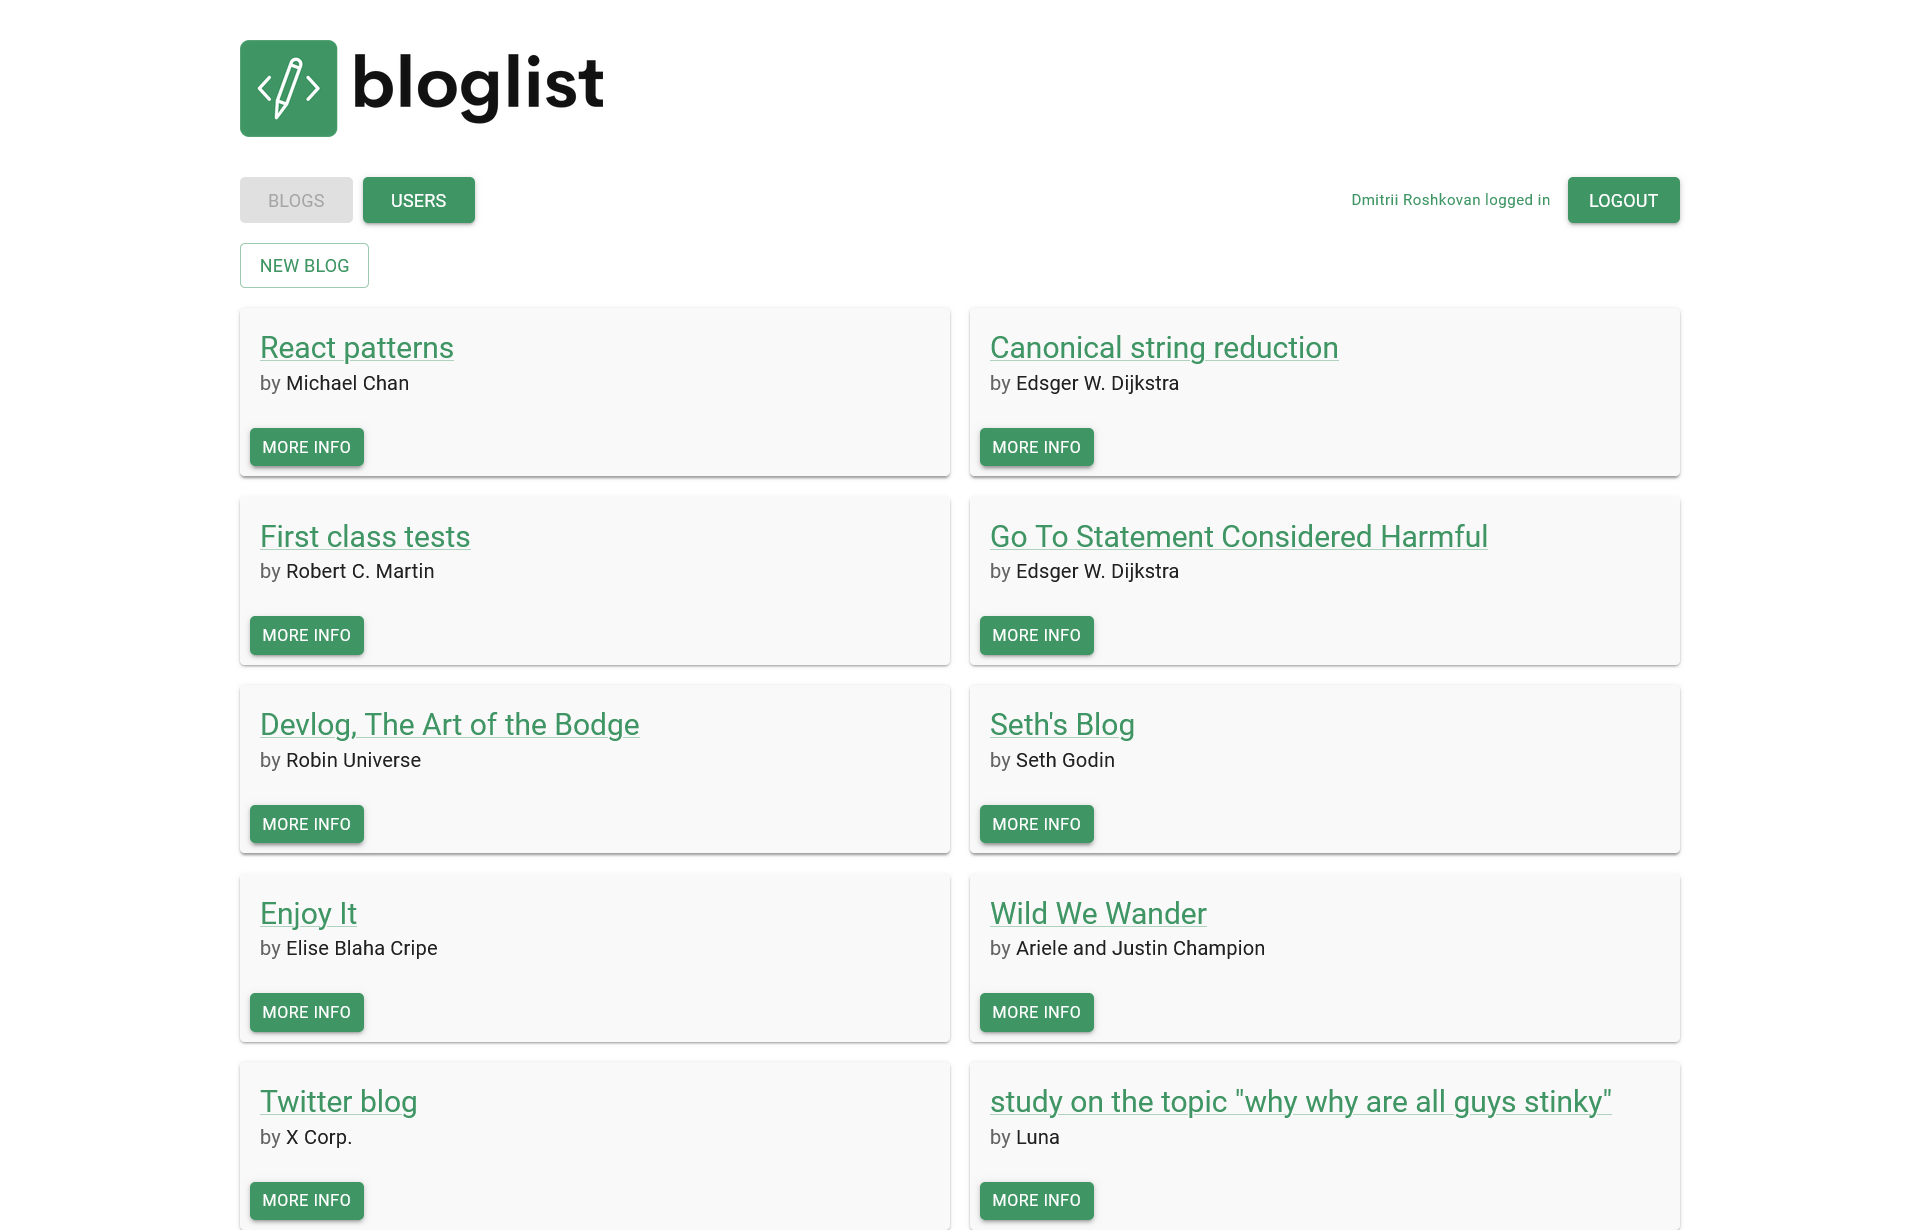 bloglist
BLOGS USERS Dmitrii Roshkovan logged in LOGOUT
NEW BLOG
React patterns
by Michael Chan
MORE INFO
Canonical string reduction
by Edsger W. Dijkstra
MORE INFO
First class tests
by Robert C. Martin
MORE INFO
Go To Statement Considered Harmful
by Edsger W. Dijkstra
MORE INFO
Devlog, The Art of the Bodge
by Robin Universe
MORE INFO
Seth's Blog
by Seth Godin
MORE INFO
Enjoy It
by Elise Blaha Cripe
MORE INFO
Wild We Wander
by Ariele and Justin Champion
MORE INFO
Twitter blog
by X Corp.
MORE INFO
study on the topic "why why are all guys stinky"
by Luna
MORE INFO